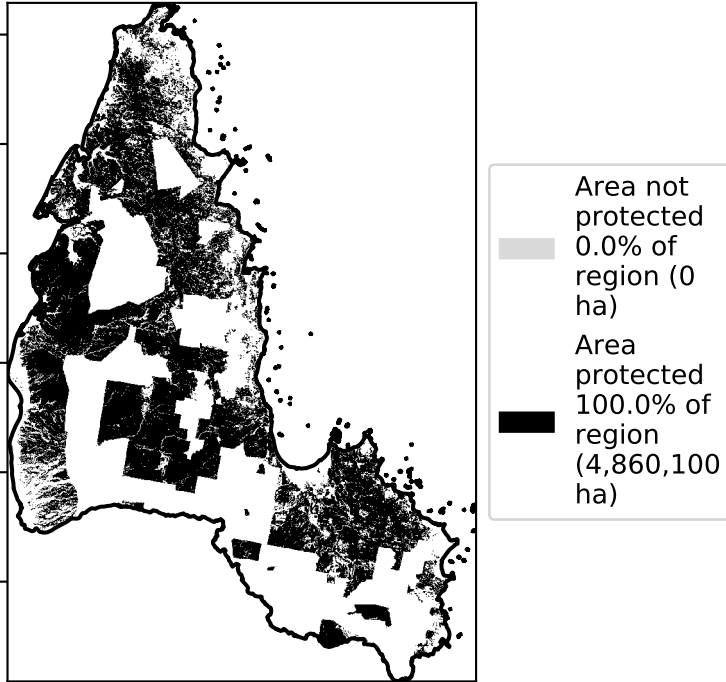 Area not
protected
0.0% of
region (0
ha)
Area
protected
100.0% of
region
(4,860,100
ha)